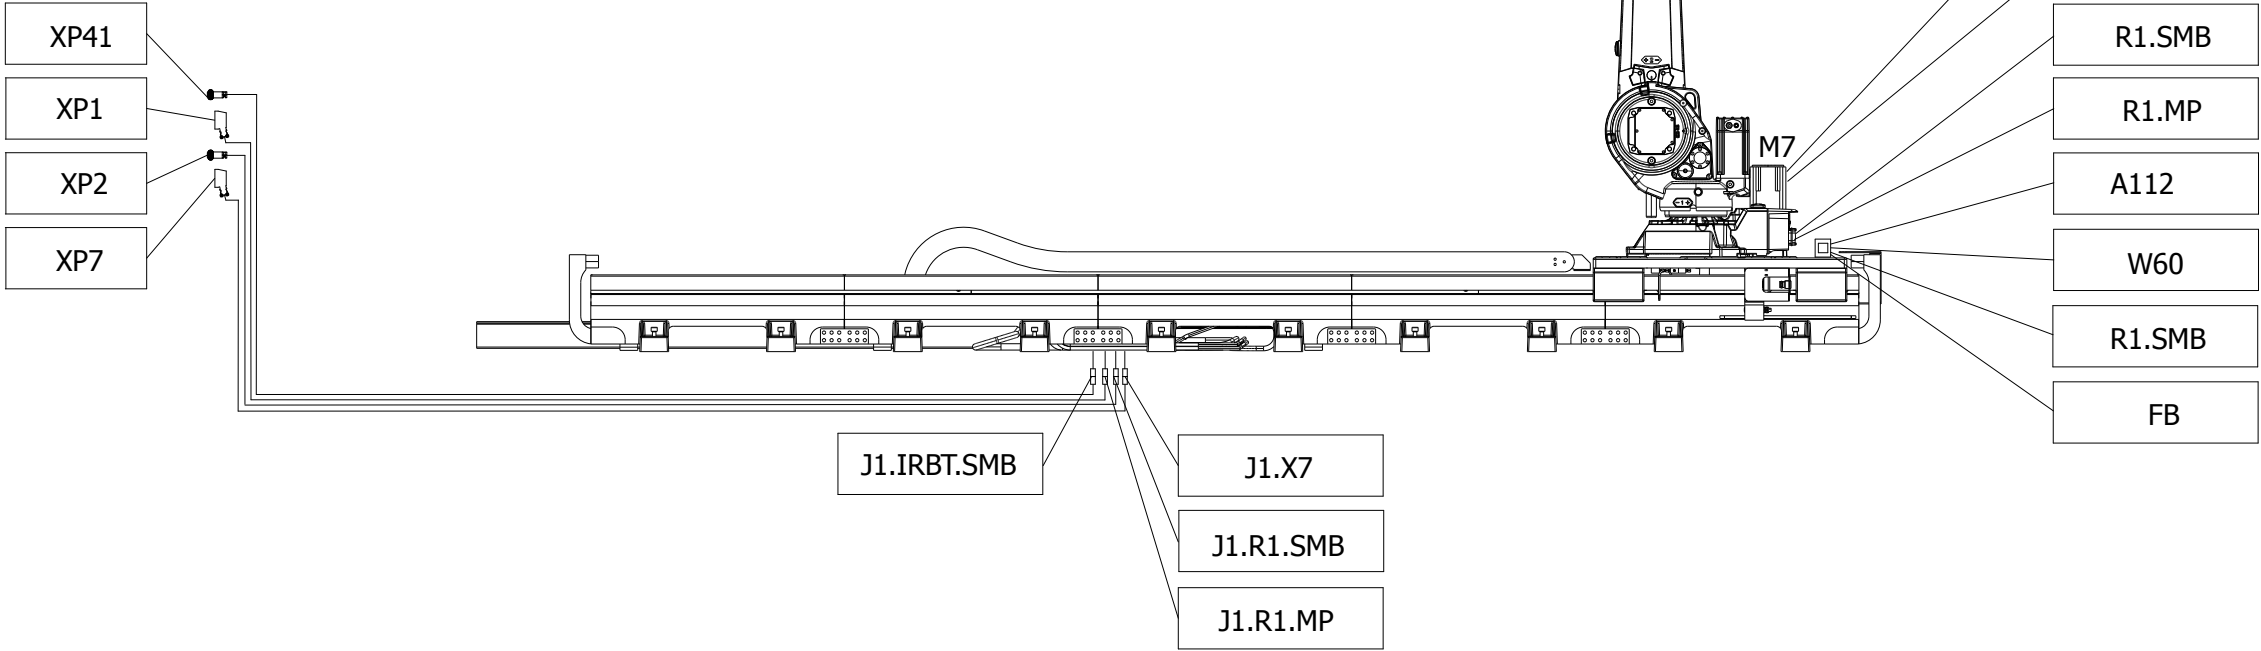 XP41
XP1
XP2
XP7
M7
R1.SMB
R1.MP
A112
W60
R1.SMB
FB
J1.IRBT.SMB
J1.X7
J1.R1.SMB
J1.R1.MP